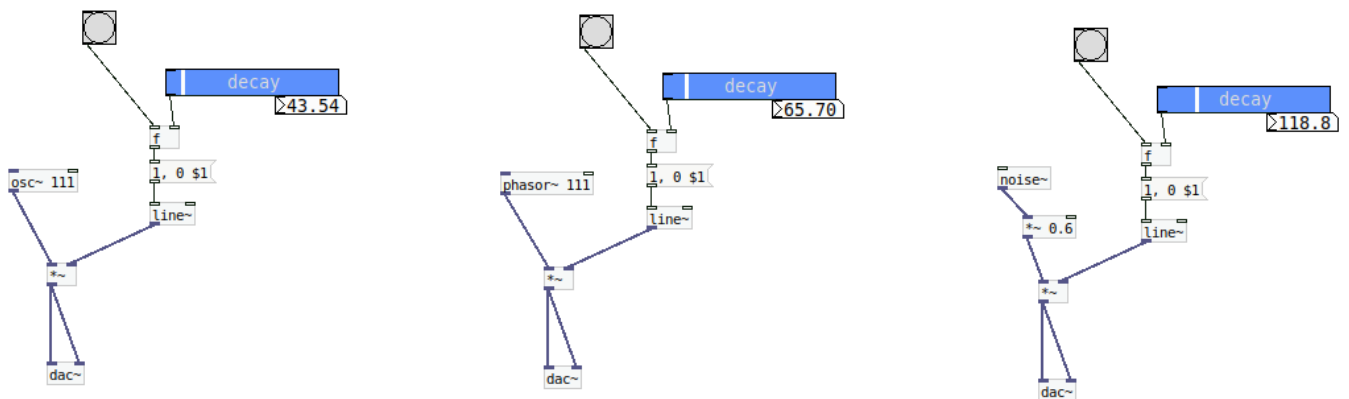 decay
43.54
f
1, 0 $1
osc~ 111
line~
*~
dac~
decay
65.70
f
1, 0 $1
phasor~ 111
line~
*~
dac~
decay
118.8
f
1, 0 $1
noise~
*~ 0.6
line~
*~
dac~